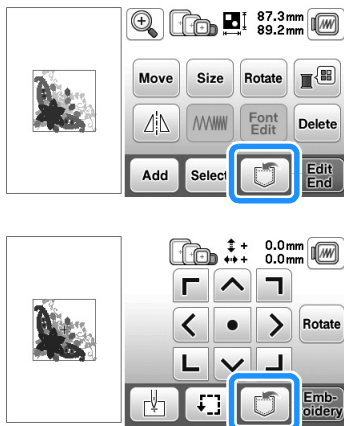 87.3mm
89.2mm
Move Size Rotate
Font
Edit
Delete
Add Select
Edit
End
+ 0.0mm
+ 0.0mm
Rotate
Emb-
oidery